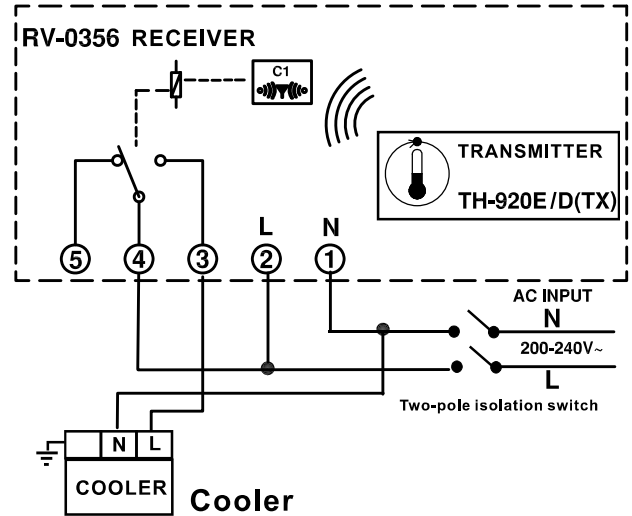 RV-0356 RECEIVER
C1
TRANSMITTER
TH-920E/D(TX)
L N
5 4 3 2 1
AC INPUT
N
200-240V~
L
Two-pole isolation switch
N L
COOLER
Cooler